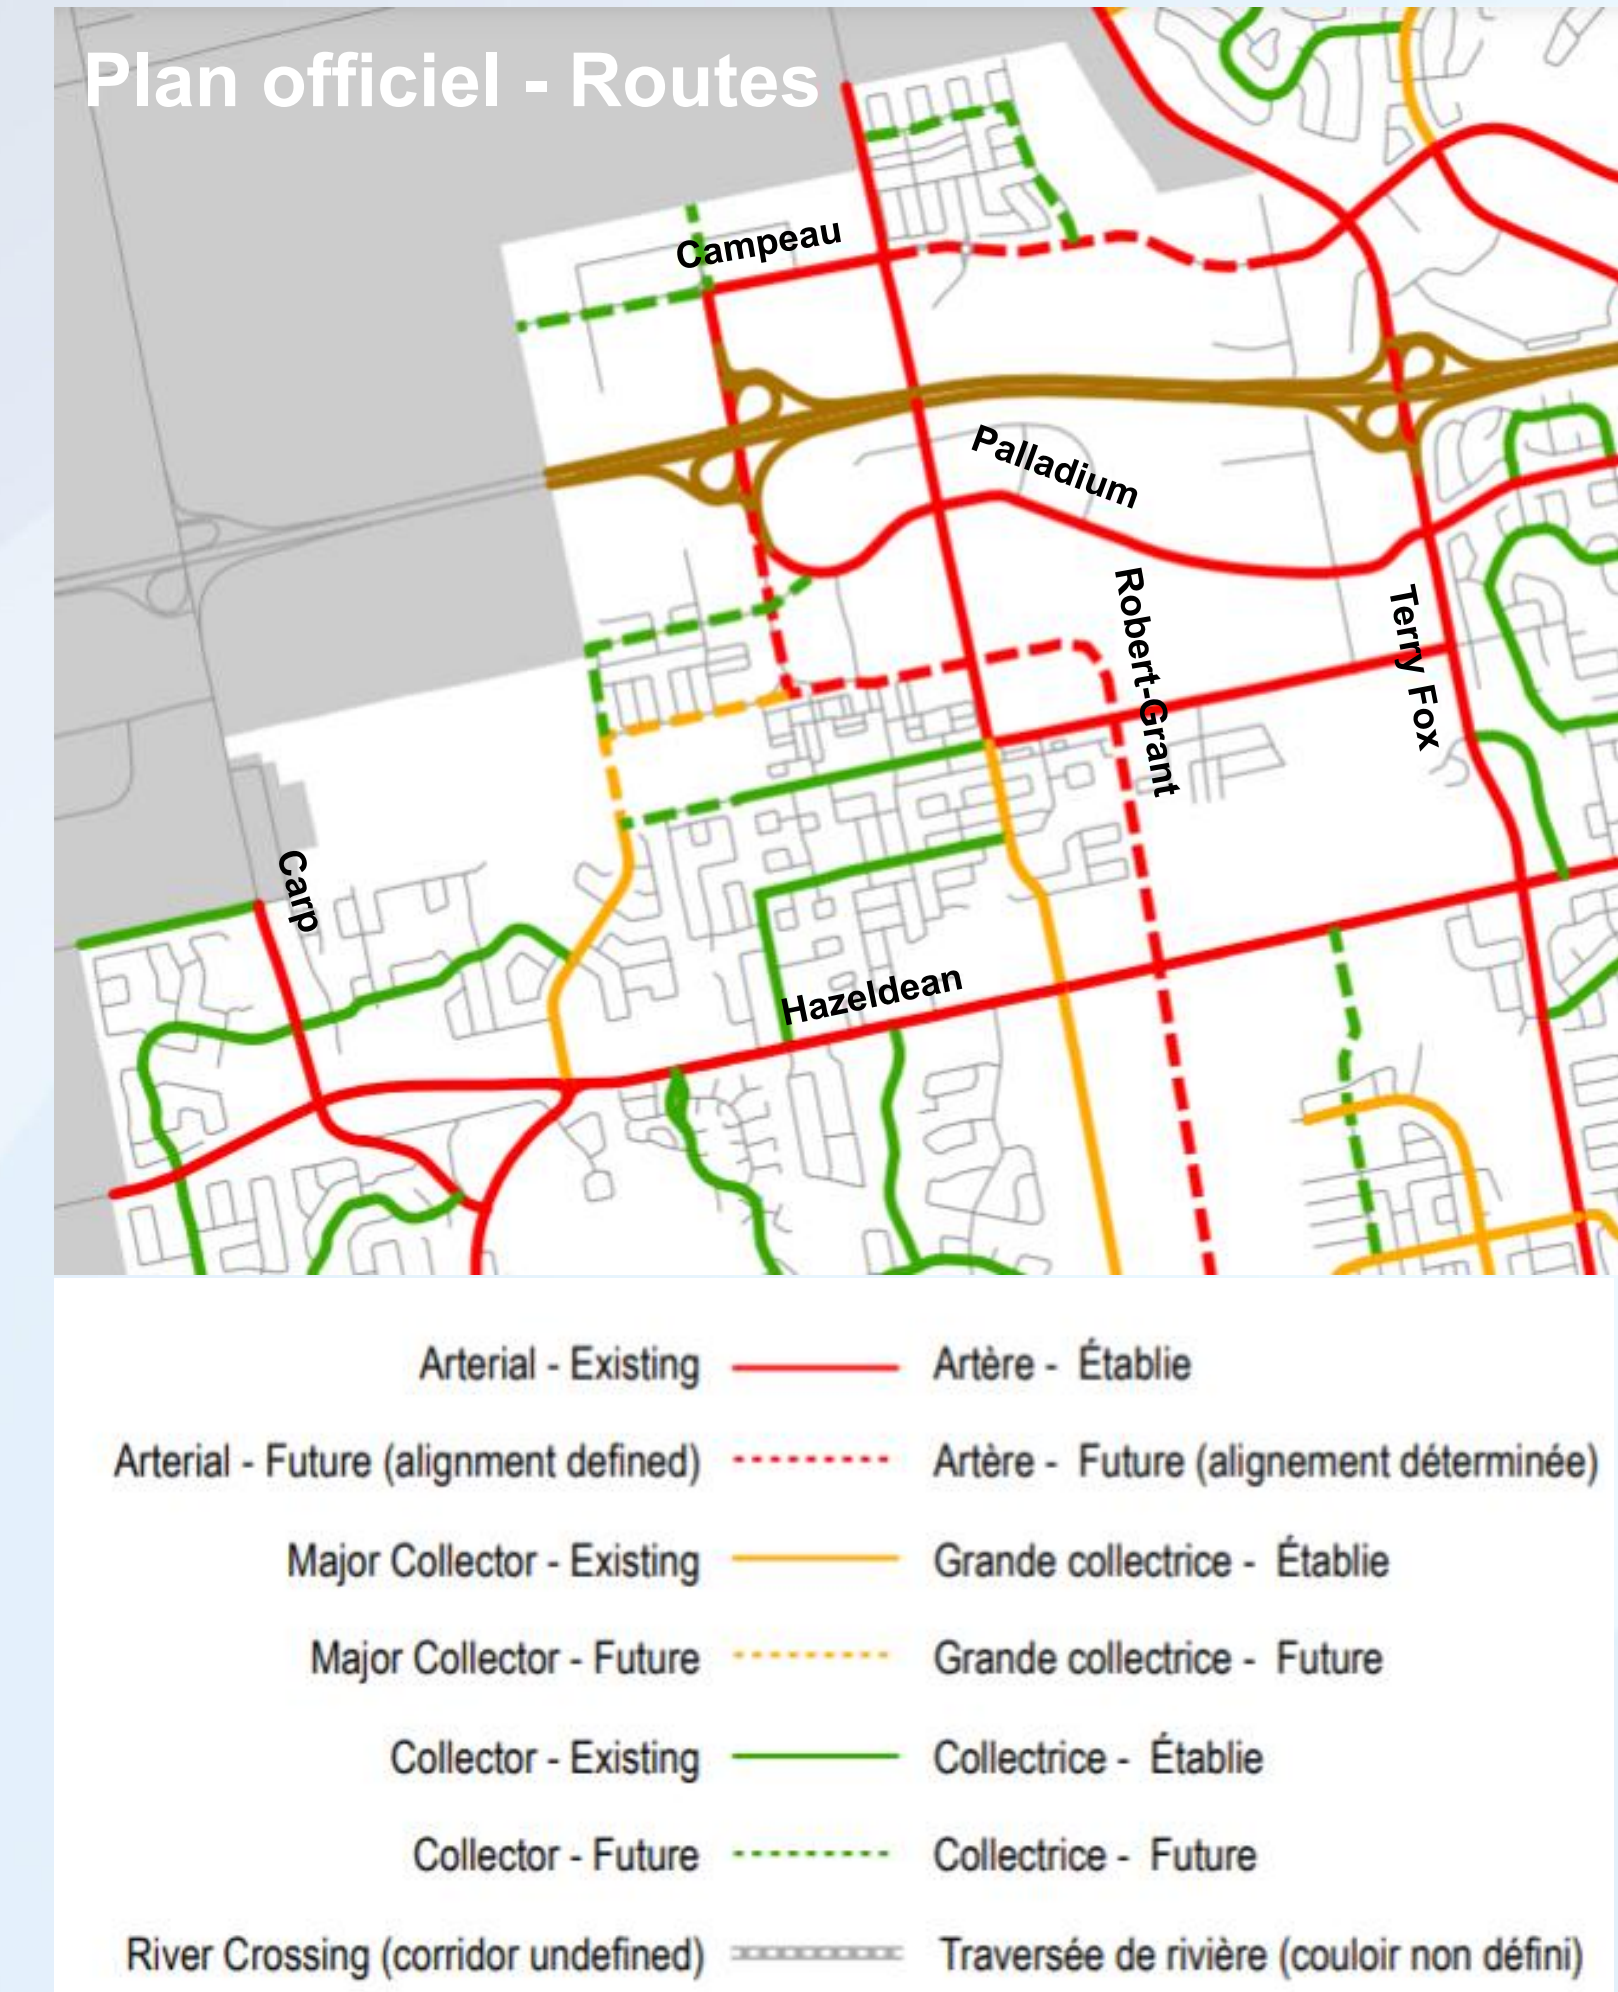 Plan officiel - Routes
Campeau
Palladium
Robert-Grant
Terry Fox
Carp
Hazeldean
Arterial - Existing Artère - Établie
Arterial - Future (alignment defined) Artère - Future (alignement déterminée)
Major Collector - Existing Grande collectrice - Établie
Major Collector - Future Grande collectrice - Future
Collector - Existing Collectrice - Établie
Collector - Future Collectrice - Future
River Crossing (corridor undefined) Traversée de rivière (couloir non défini)